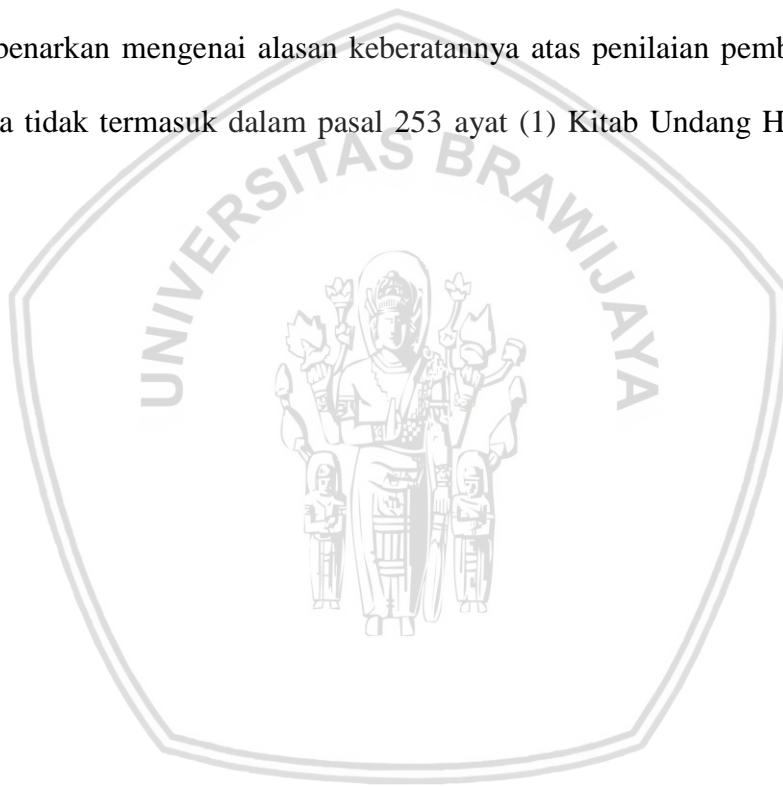 benarkan mengenai alasan keberatannya atas penilaian pemb
a tidak termasuk dalam pasal 253 ayat (1) Kitab Undang H
UNIVERSITAS BRAWIJAYA